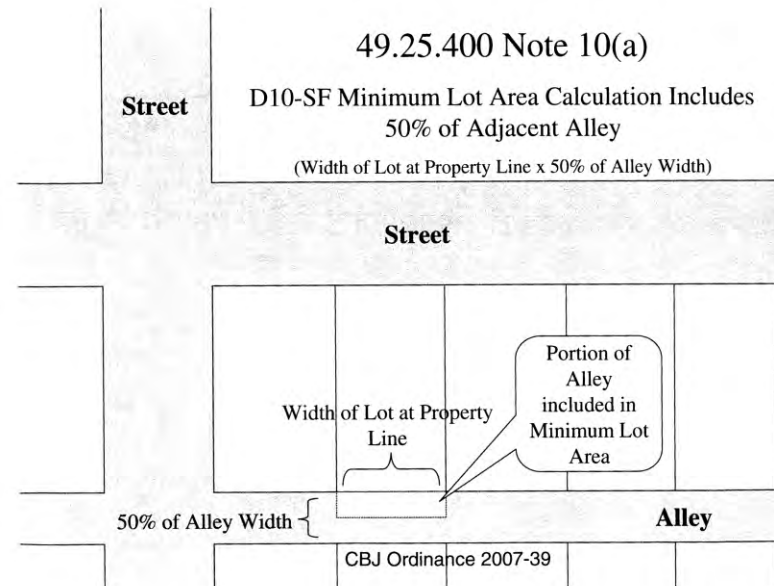 49.25.400 Note 10(a)
D10-SF Minimum Lot Area Calculation Includes
50% of Adjacent Alley
(Width of Lot at Property Line x 50% of Alley Width)
Street
Street
Portion of
Alley
included in
Minimum Lot
Area
Width of Lot at Property
Line
50% of Alley Width
Alley
CBJ Ordinance 2007-39